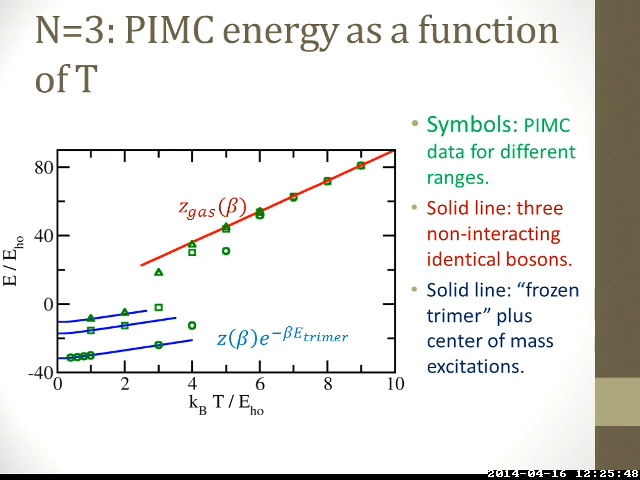 N=3: PIMC energy as a function
of T
• Symbols: PIMC
data for different
ranges.
• Solid line: three
non-interacting
identical bosons.
• Solid line: “frozen
trimer” plus
center of mass
excitations.
80
40
0
-40
E / E_ho
z_gas(β)
z(β)e^{-βE_trimer}
0 2 4 6 8 10
k_B T / E_ho
2014-04-16 12:25:48